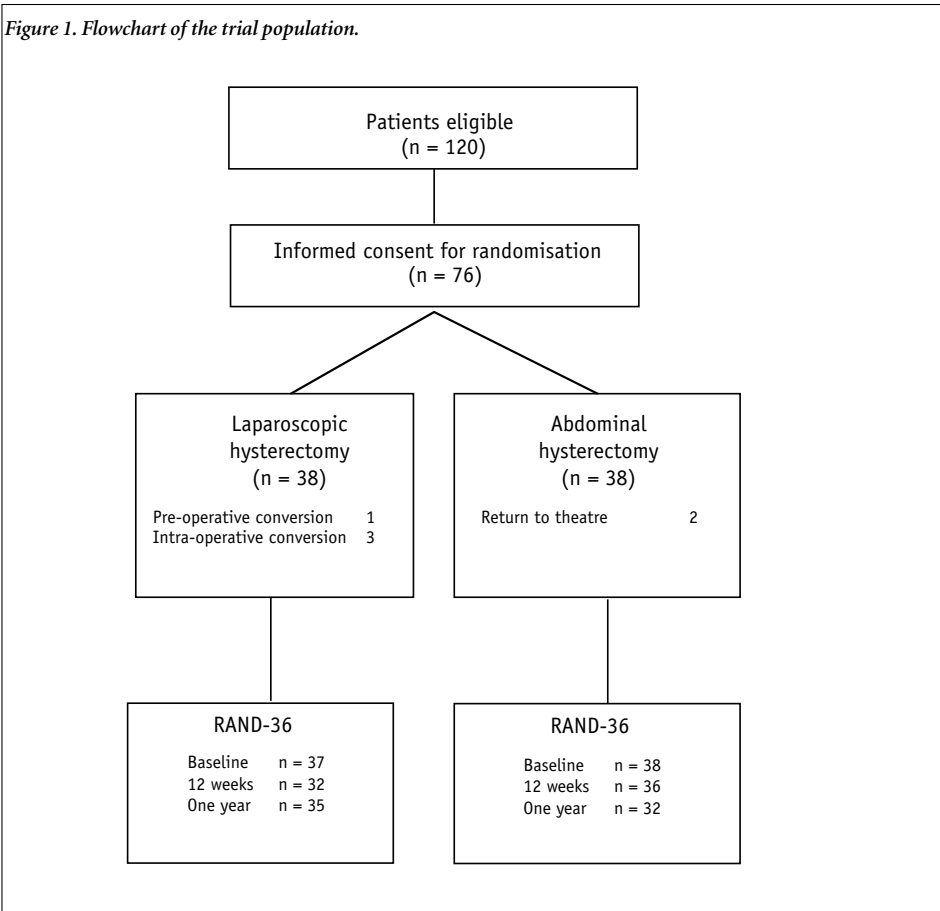 Figure 1. Flowchart of the trial population.
Patients eligible
(n = 120)
Informed consent for randomisation
(n = 76)
Laparoscopic
hysterectomy
(n = 38)
Pre-operative conversion 1
Intra-operative conversion 3
Abdominal
hysterectomy
(n = 38)
Return to theatre 2
RAND-36
Baseline n = 37
12 weeks n = 32
One year n = 35
RAND-36
Baseline n = 38
12 weeks n = 36
One year n = 32